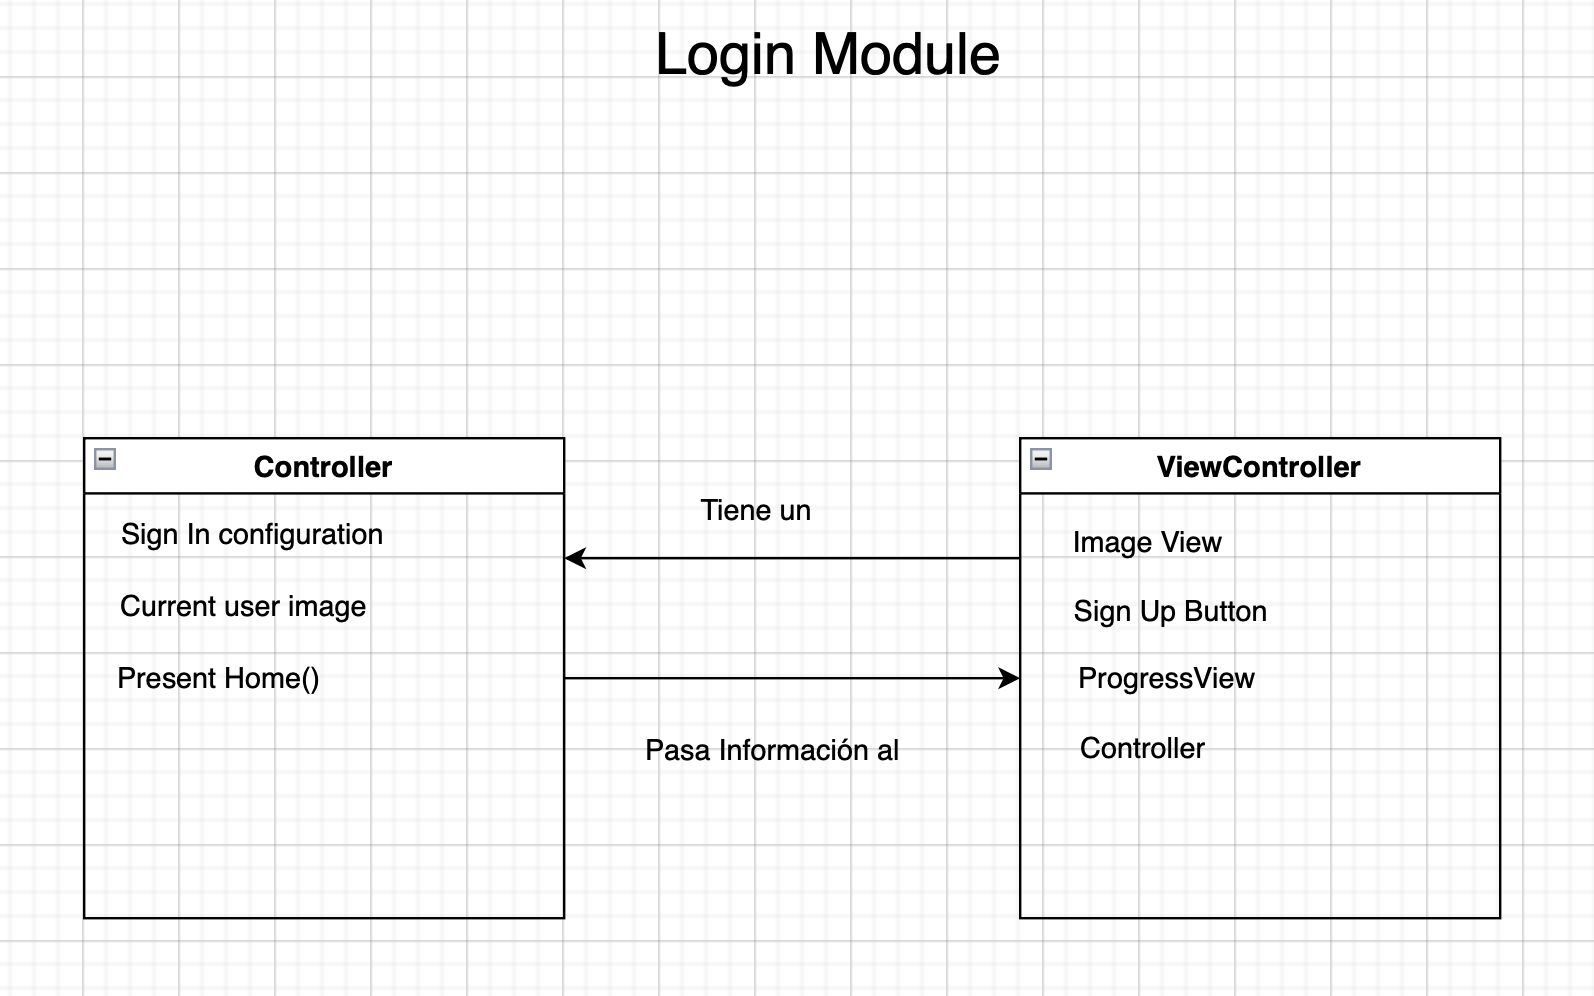 Login Module
Controller
Sign In configuration
Current user image
Present Home()
Tiene un
Pasa Información al
ViewController
Image View
Sign Up Button
ProgressView
Controller